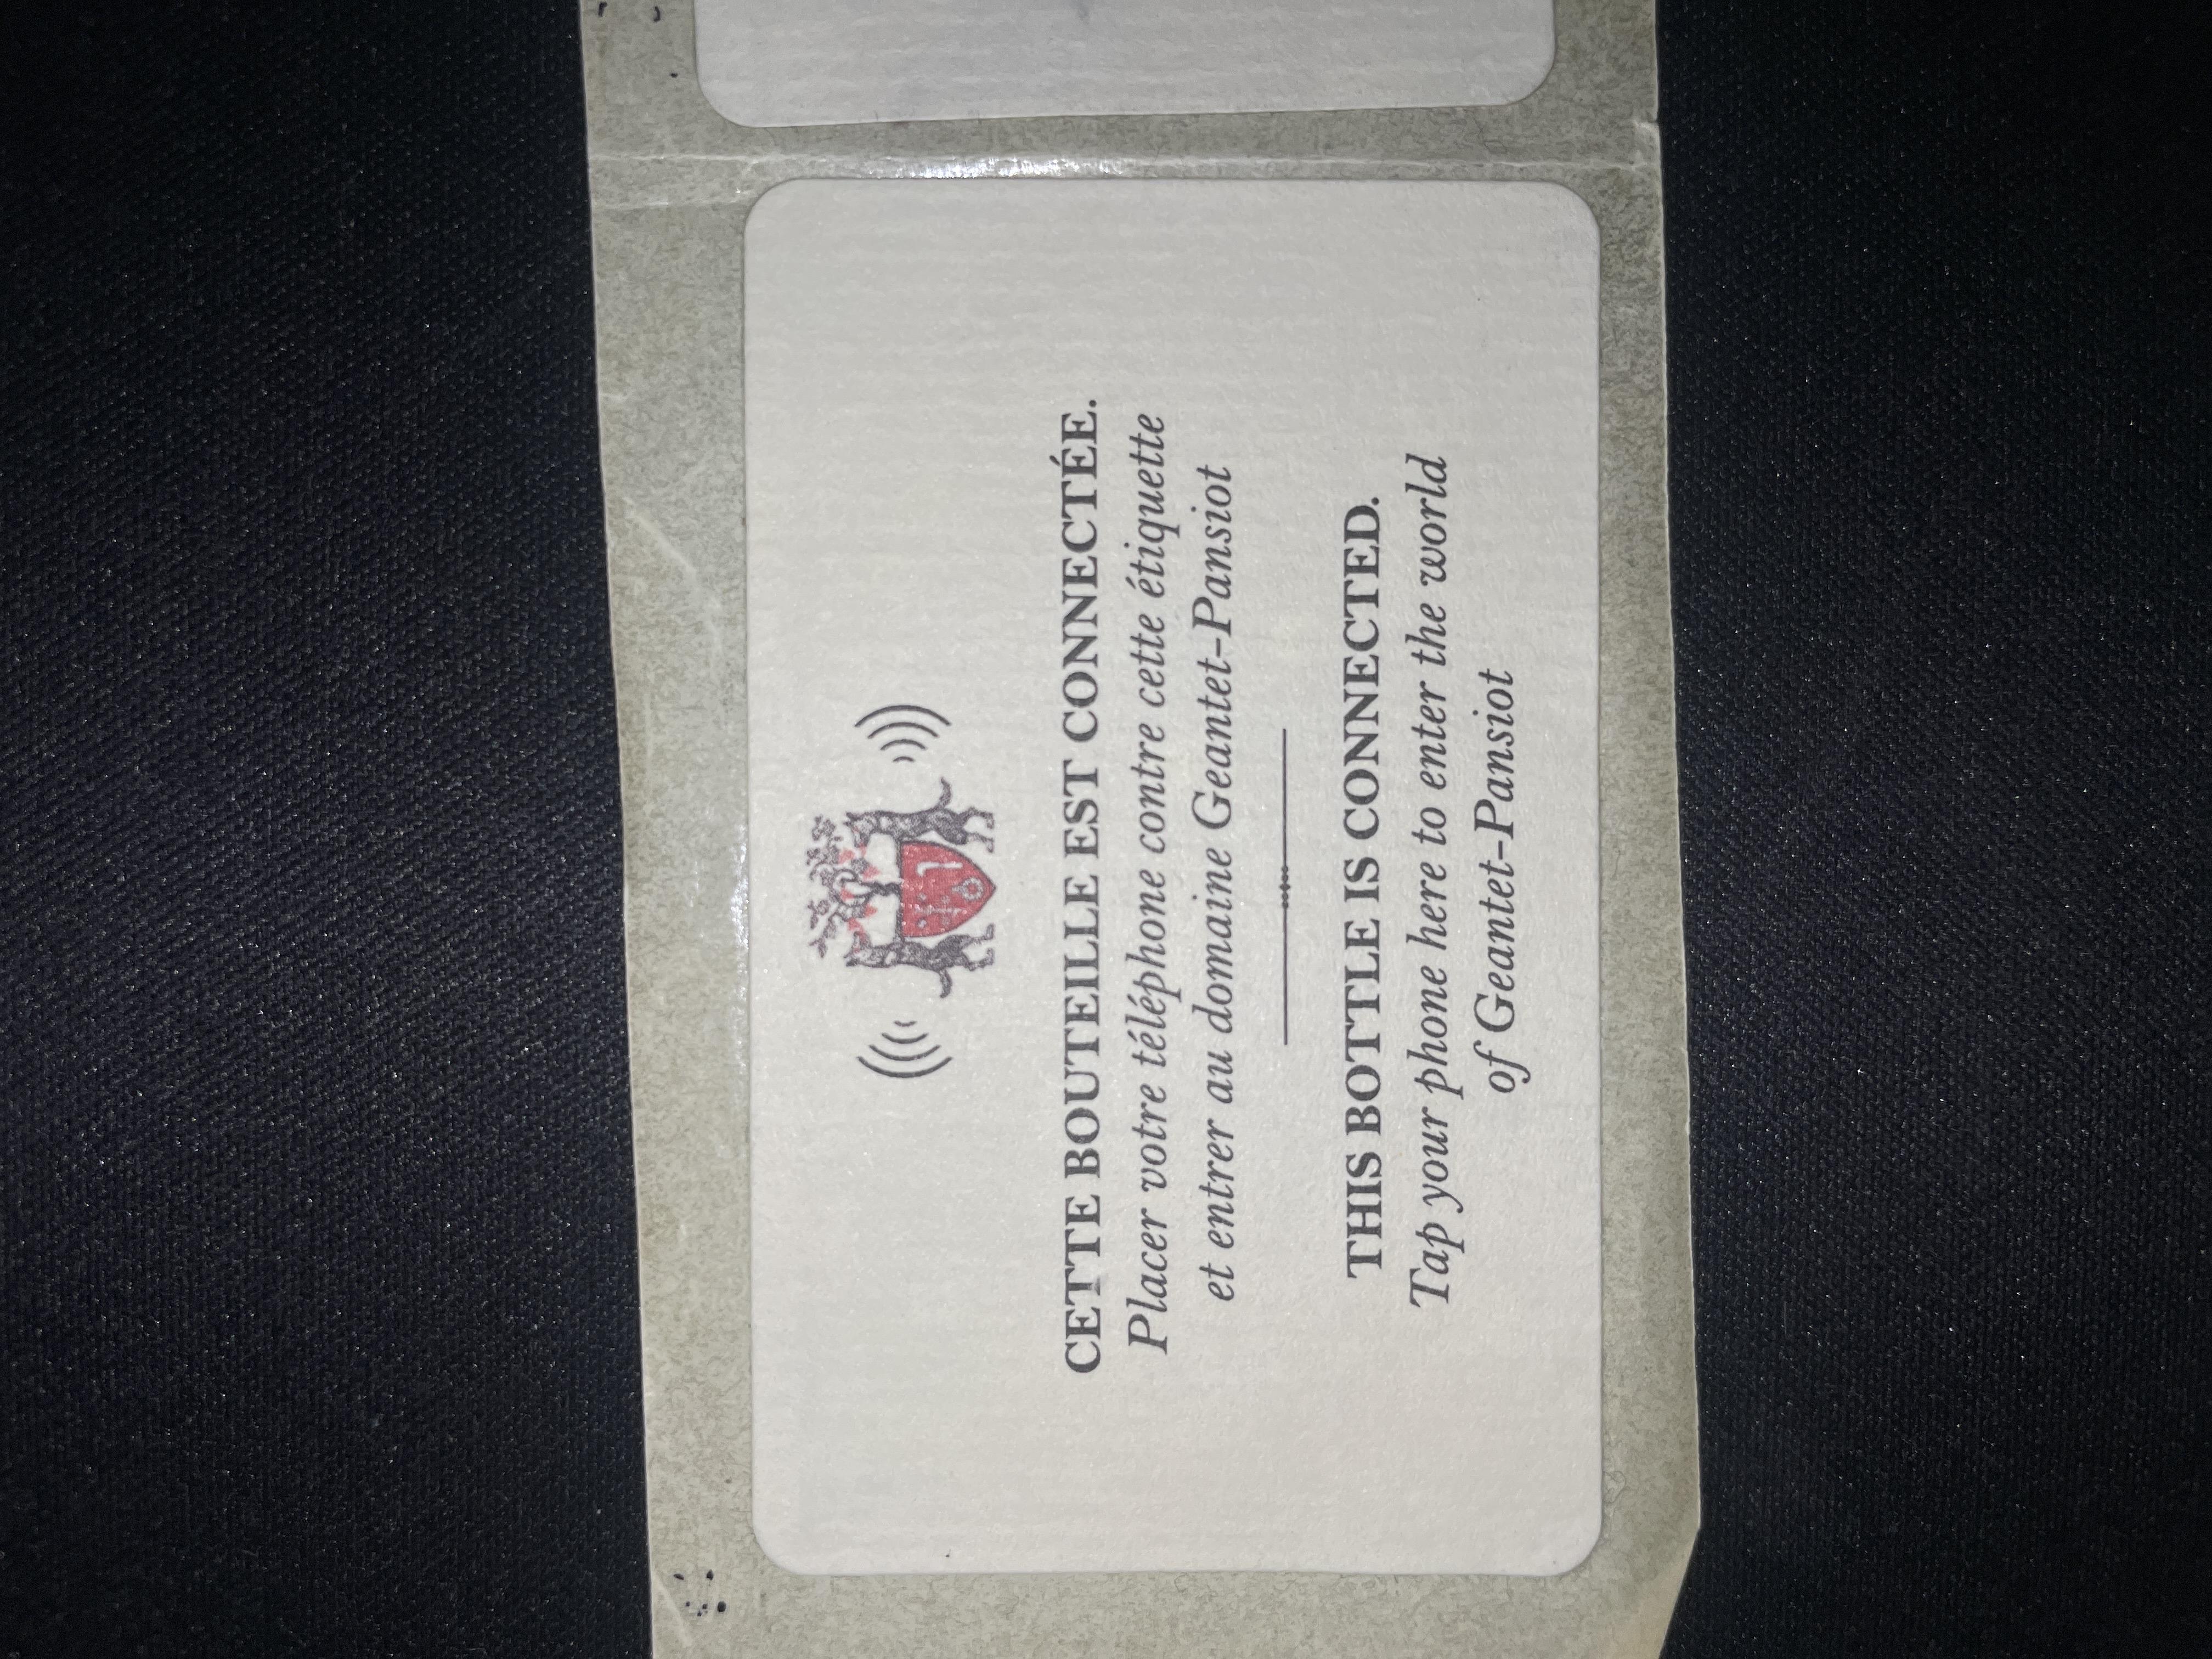 CETTE BOUTEILLE EST CONNECTÉE.
Placer votre téléphone contre cette étiquette
et entrer au domaine Geantet-Pansiot
THIS BOTTLE IS CONNECTED.
Tap your phone here to enter the world
of Geantet-Pansiot